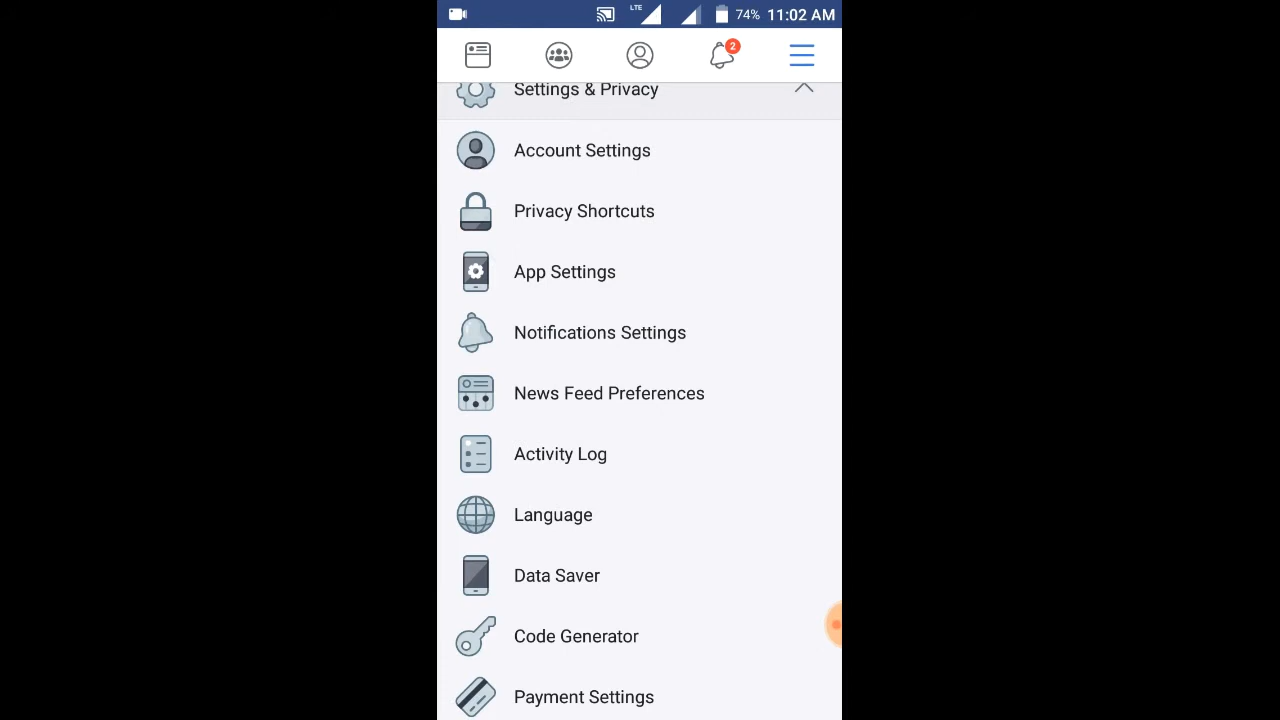 LTE 74% 11:02 AM
2
Settings & Privacy
Account Settings
Privacy Shortcuts
App Settings
Notifications Settings
News Feed Preferences
Activity Log
Language
Data Saver
Code Generator
Payment Settings